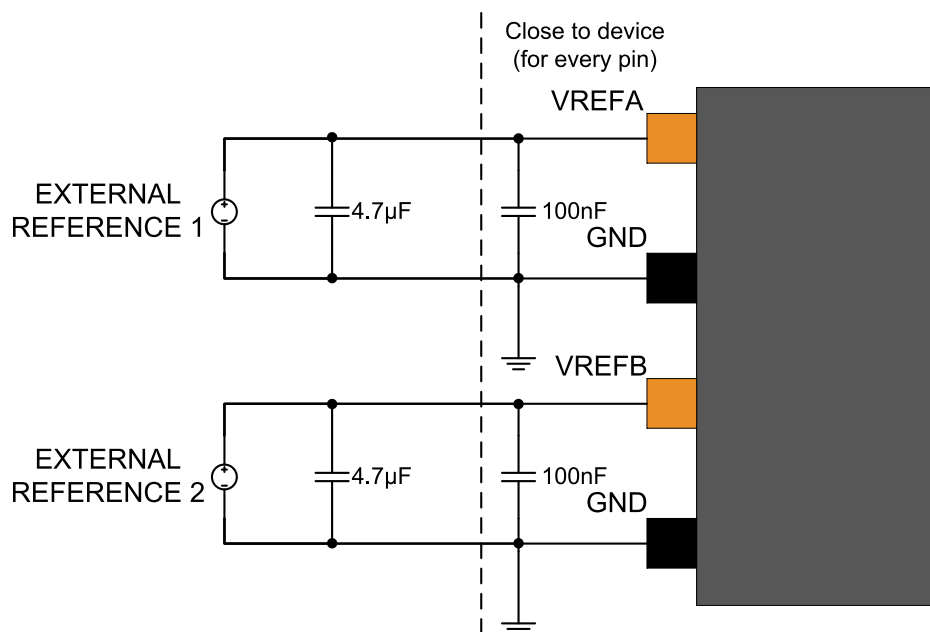 Close to device
(for every pin)
VREFA
EXTERNAL
REFERENCE 1
+
-
4.7µF
100nF
GND
VREFB
EXTERNAL
REFERENCE 2
+
-
4.7µF
100nF
GND